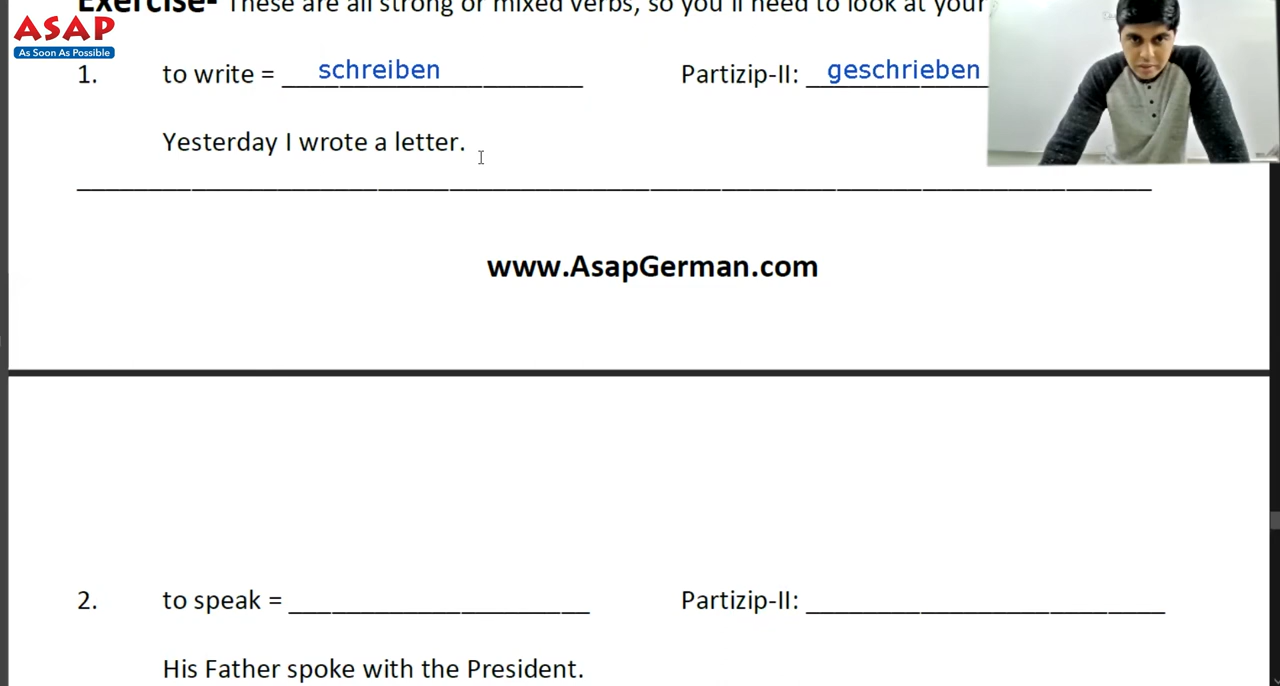 Exercise- These are all strong or mixed verbs, so you'll need to look at your
ASAP
As Soon As Possible
1. to write = schreiben Partizip-II: geschrieben
Yesterday I wrote a letter.
www.AsapGerman.com
2. to speak = Partizip-II:
His Father spoke with the President.